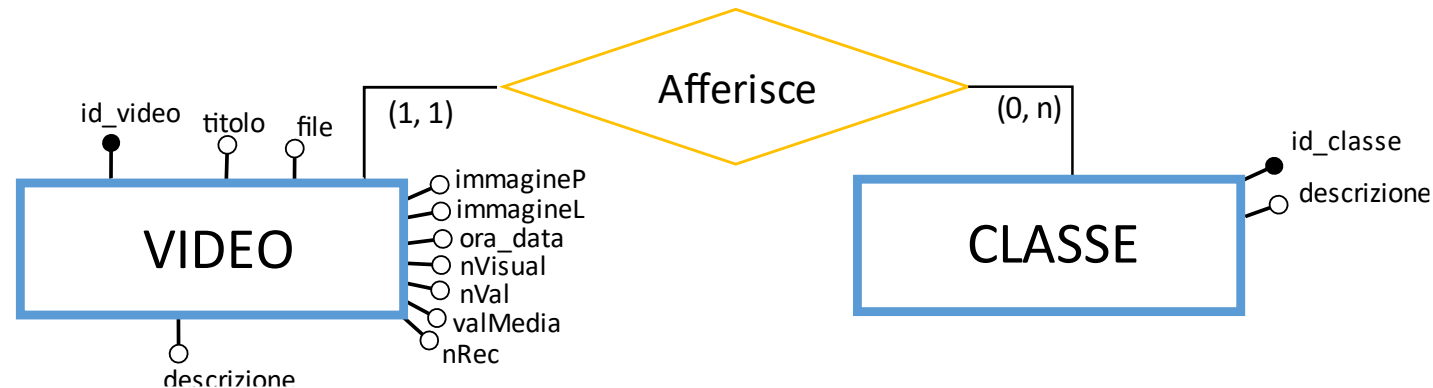 Afferisce
(1, 1)
(0, n)
id_video
titolo
file
id_classe
descrizione
immagineP
immagineL
ora_data
nVisual
nVal
valMedia
nRec
VIDEO
CLASSE
descrizione